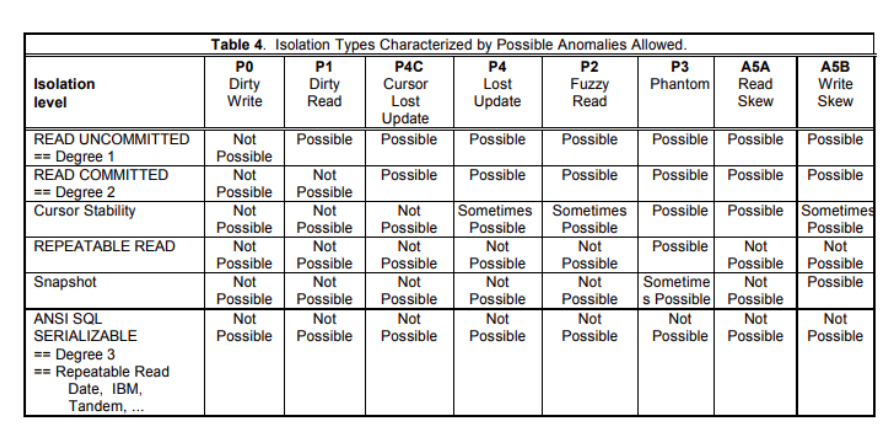 Table 4. Isolation Types Characterized by Possible Anomalies Allowed.
Isolation level P0 Dirty Write P1 Dirty Read P4C Cursor Lost Update P4 Lost Update P2 Fuzzy Read P3 Phantom A5A Read Skew A5B Write Skew
READ UNCOMMITTED == Degree 1 Not Possible Possible Possible Possible Possible Possible Possible Possible
READ COMMITTED == Degree 2 Not Possible Not Possible Possible Possible Possible Possible Possible Possible
Cursor Stability Not Possible Not Possible Not Possible Sometimes Possible Sometimes Possible Possible Possible Sometimes Possible
REPEATABLE READ Not Possible Not Possible Not Possible Not Possible Not Possible Possible Not Possible Not Possible
Snapshot Not Possible Not Possible Not Possible Not Possible Not Possible Sometime s Possible Not Possible Possible
ANSI SQL SERIALIZABLE == Degree 3 == Repeatable Read Date, IBM, Tandem, ... Not Possible Not Possible Not Possible Not Possible Not Possible Not Possible Not Possible Not Possible